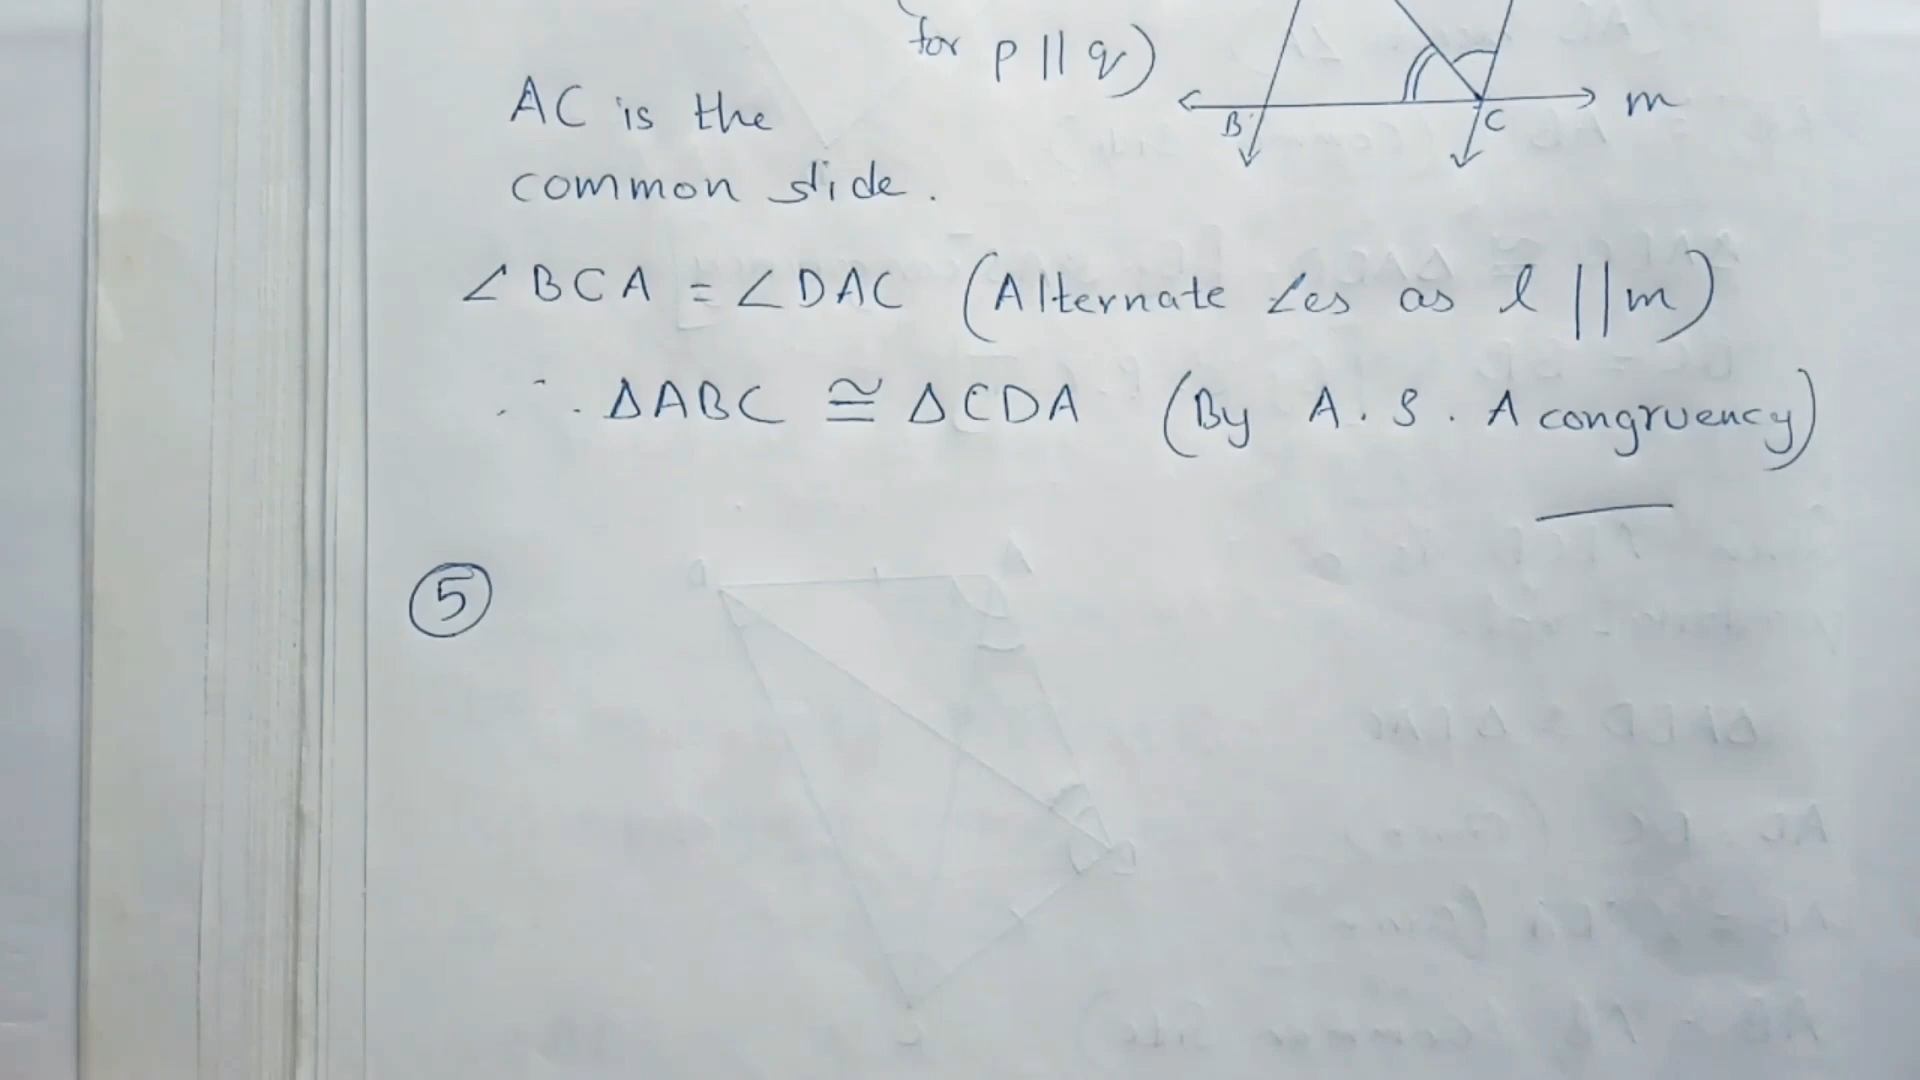 for p || q)
AC is the
common side.
B
C
m
∠BCA = ∠DAC (Alternate ∠es as l || m)
∴ ΔABC ≅ ΔCDA (By A.S.A congruency)
5